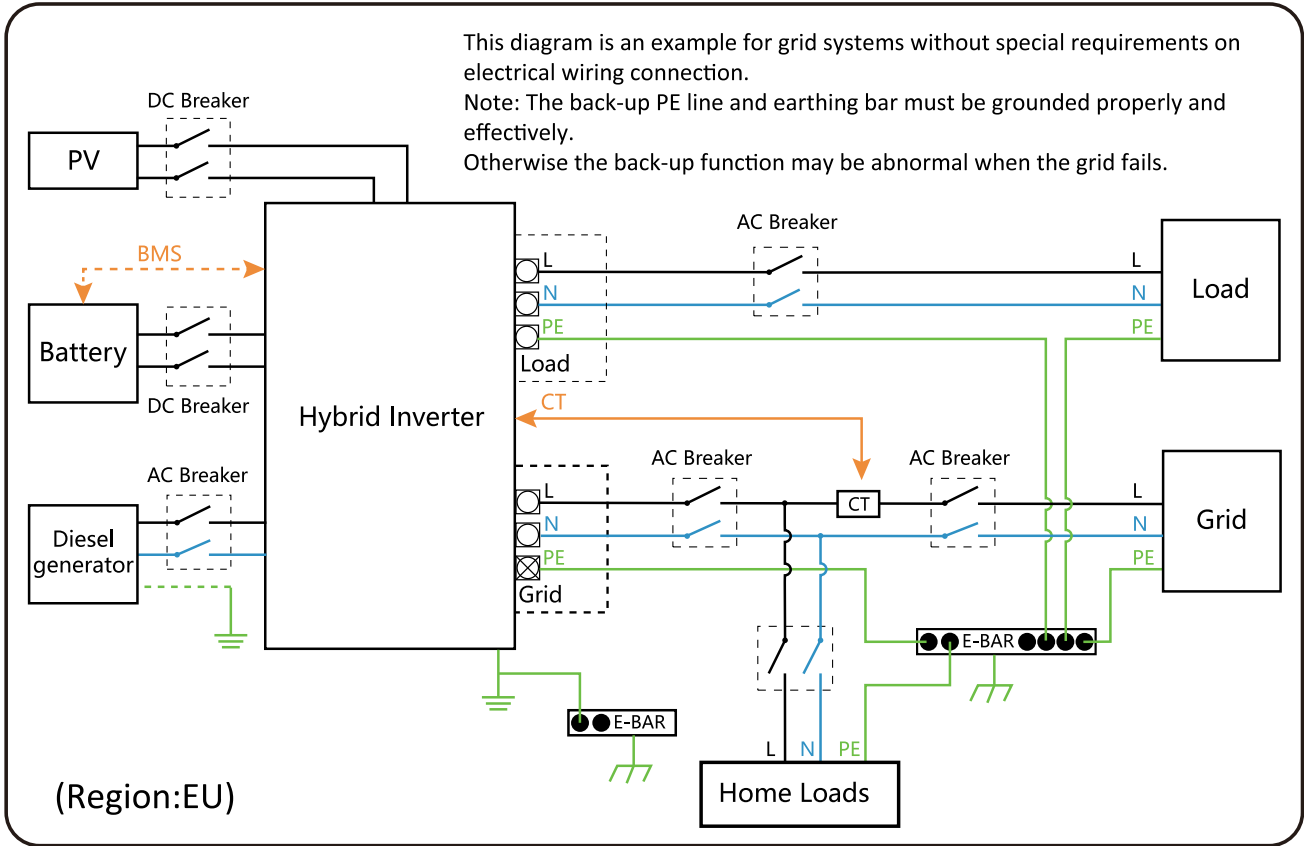 This diagram is an example for grid systems without special requirements on
electrical wiring connection.
Note: The back-up PE line and earthing bar must be grounded properly and
effectively.
Otherwise the back-up function may be abnormal when the grid fails.
DC Breaker
PV
BMS
Battery
DC Breaker
AC Breaker
Diesel
generator
Hybrid Inverter
L
N
PE
Load
AC Breaker
L
N
PE
Load
CT
AC Breaker
CT
AC Breaker
L
N
PE
Grid
L
N
PE
Grid
E-BAR
E-BAR
L
N
PE
Home Loads
(Region:EU)